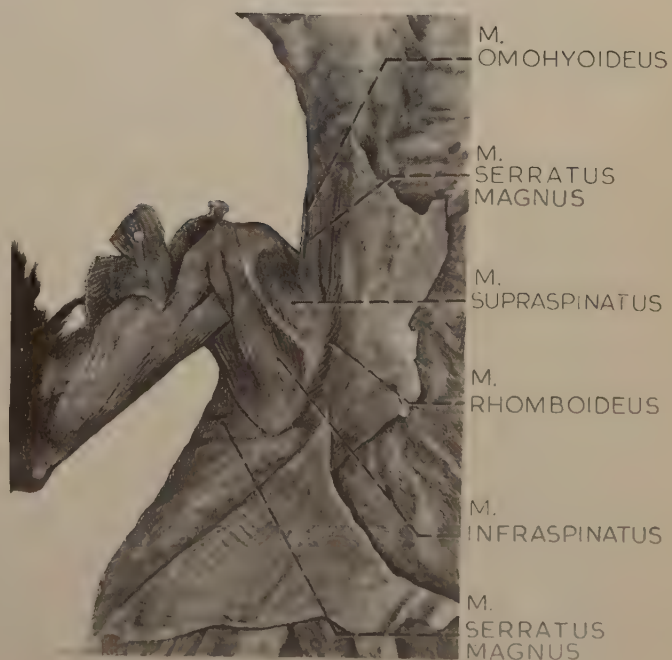 M.
OMOHYOIDEUS
M.
SERRATUS
MAGNUS
M.
SUPRASPINATUS
M.
RHOMBOIDEUS
M.
INFRASPINATUS
M.
SERRATUS
MAGNUS